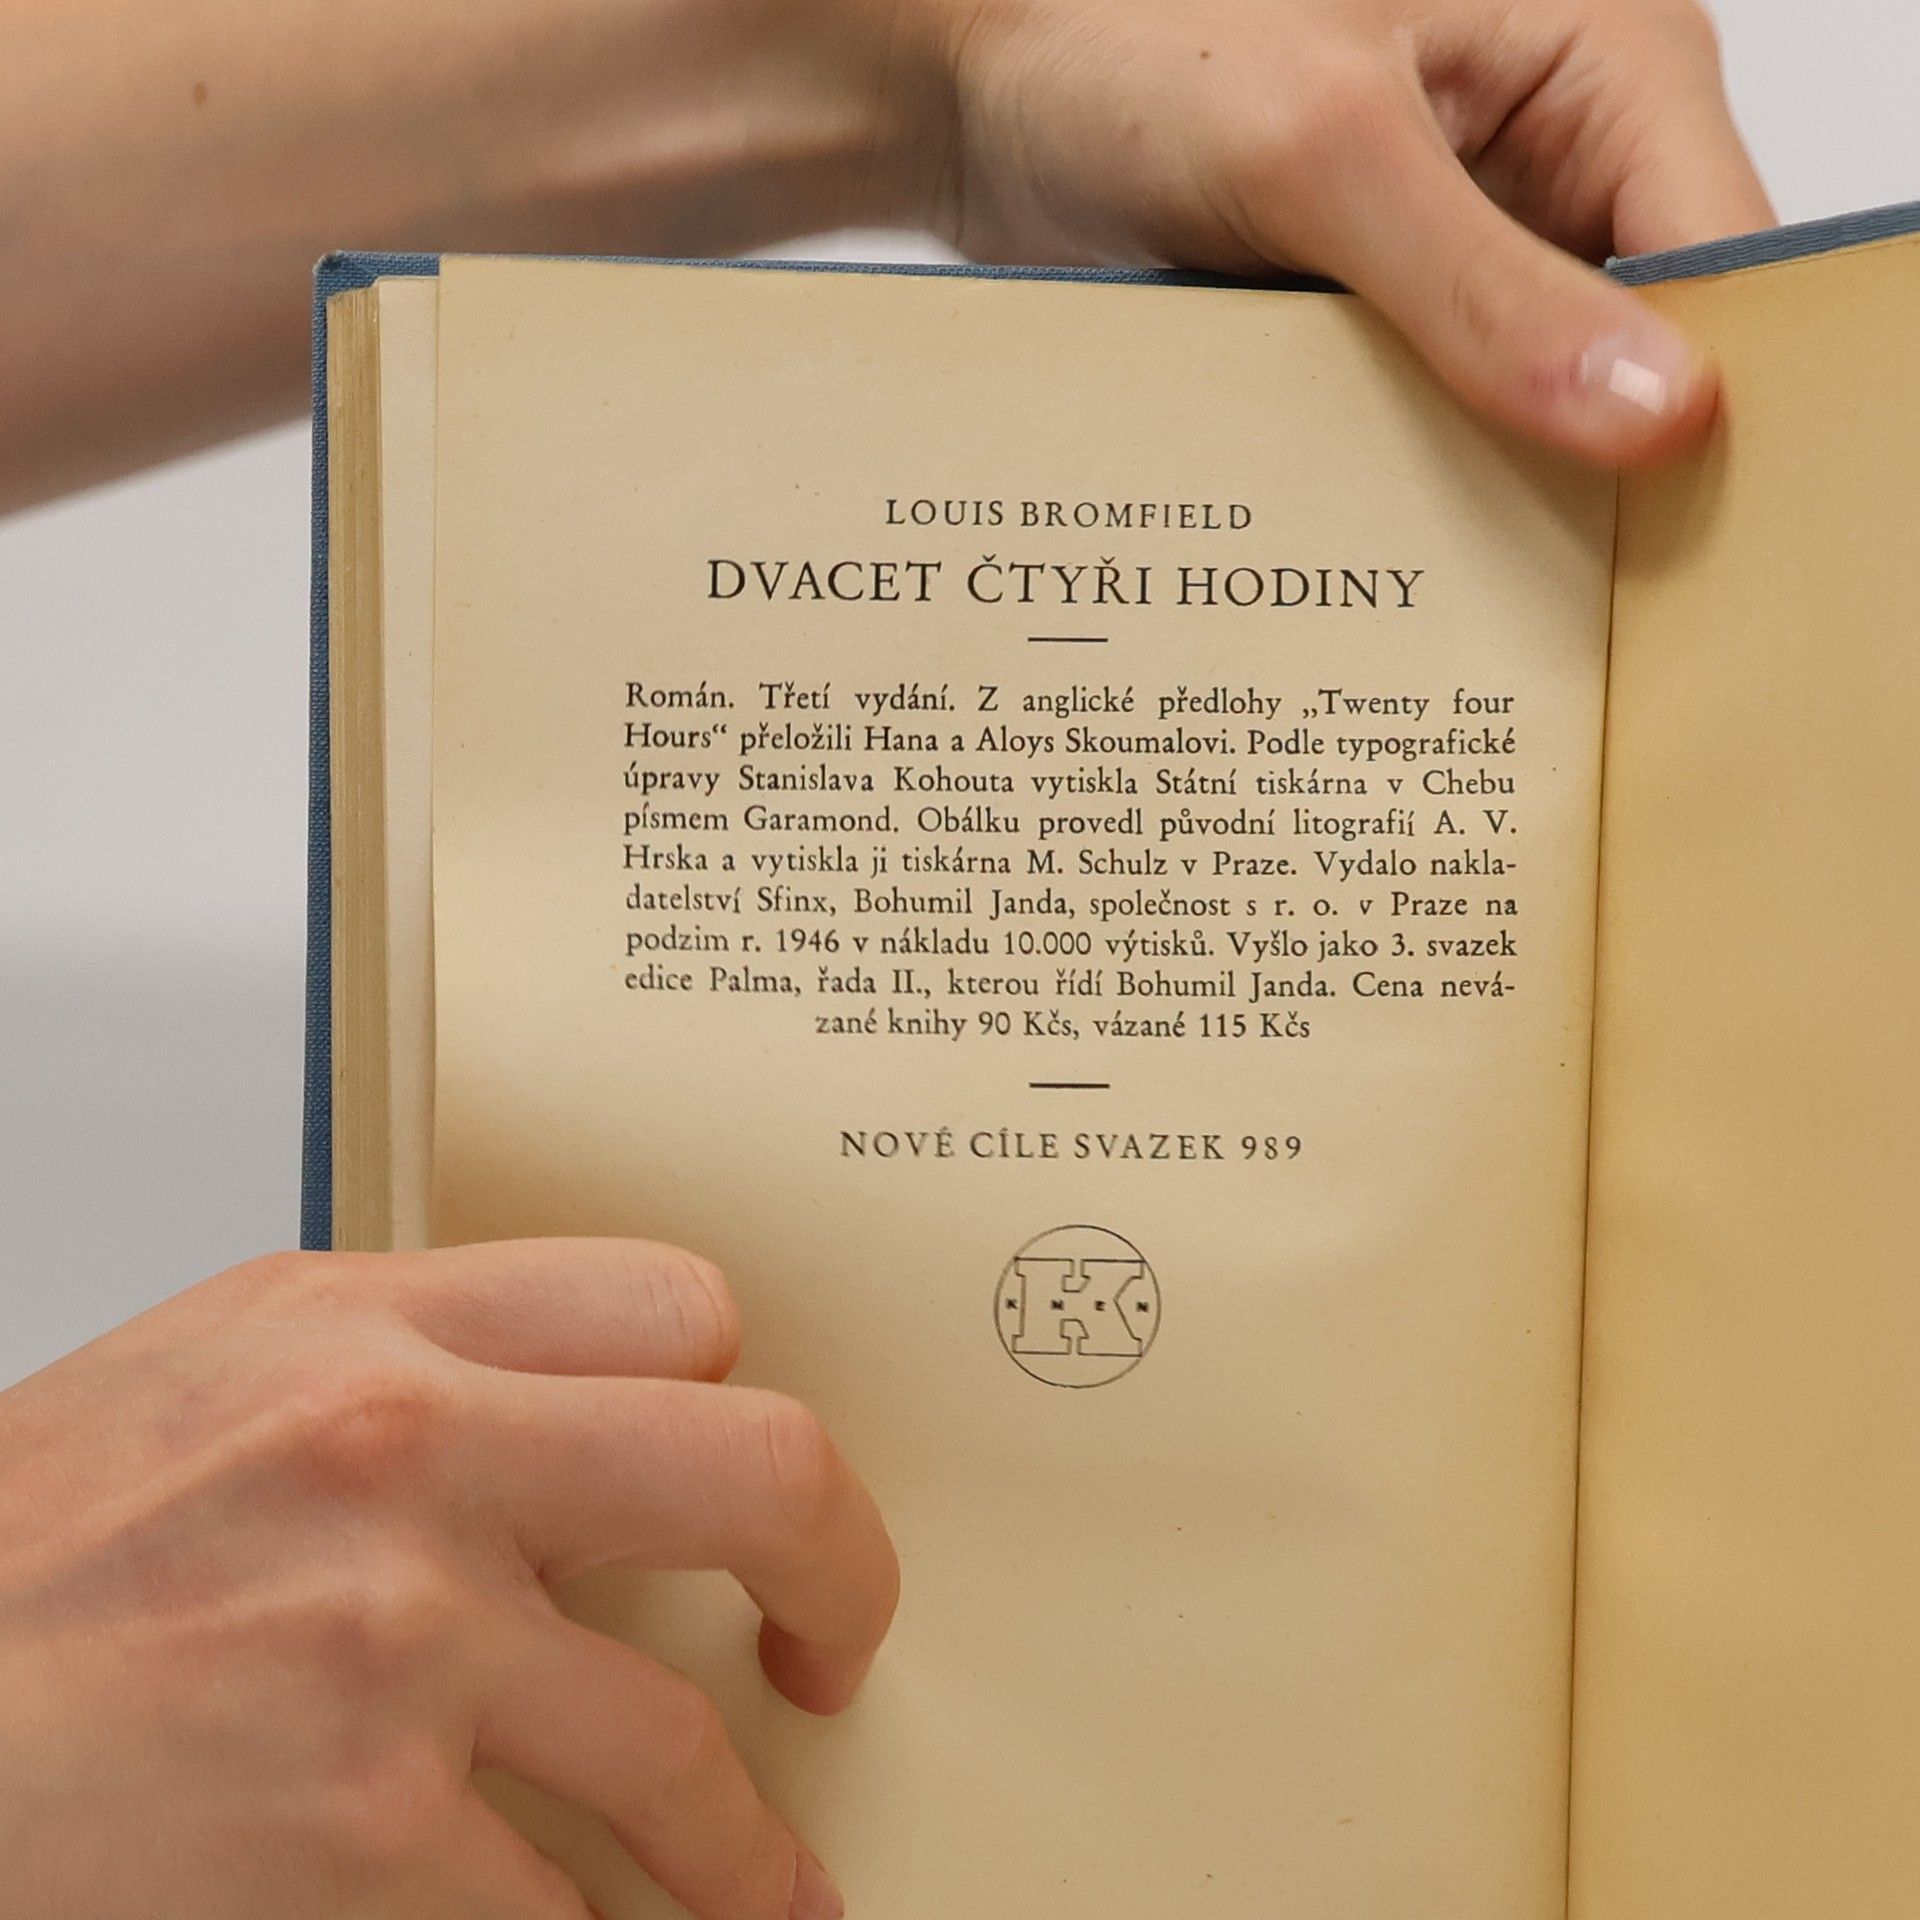 LOUIS BROMFIELD
DVACET ČTYŘI HODINY
Román. Třetí vydání. Z anglické předlohy „Twenty four
Hours“ přeložili Hana a Aloys Skoumalovi. Podle typografické
úpravy Stanislava Kohouta vytiskla Státní tiskárna v Chebu
písmem Garamond. Obálku provedl původní litografií A. V.
Hrska a vytiskla ji tiskárna M. Schulz v Praze. Vydalo nakla-
datelství Sfinx, Bohumil Janda, společnost s r. o. v Praze na
podzim r. 1946 v nákladu 10.000 výtisků. Vyšlo jako 3. svazek
edice Palma, řada II., kterou řídí Bohumil Janda. Cena nevá-
zané knihy 90 Kčs, vázané 115 Kčs
NOVÉ CÍLE SVAZEK 989
K M E N